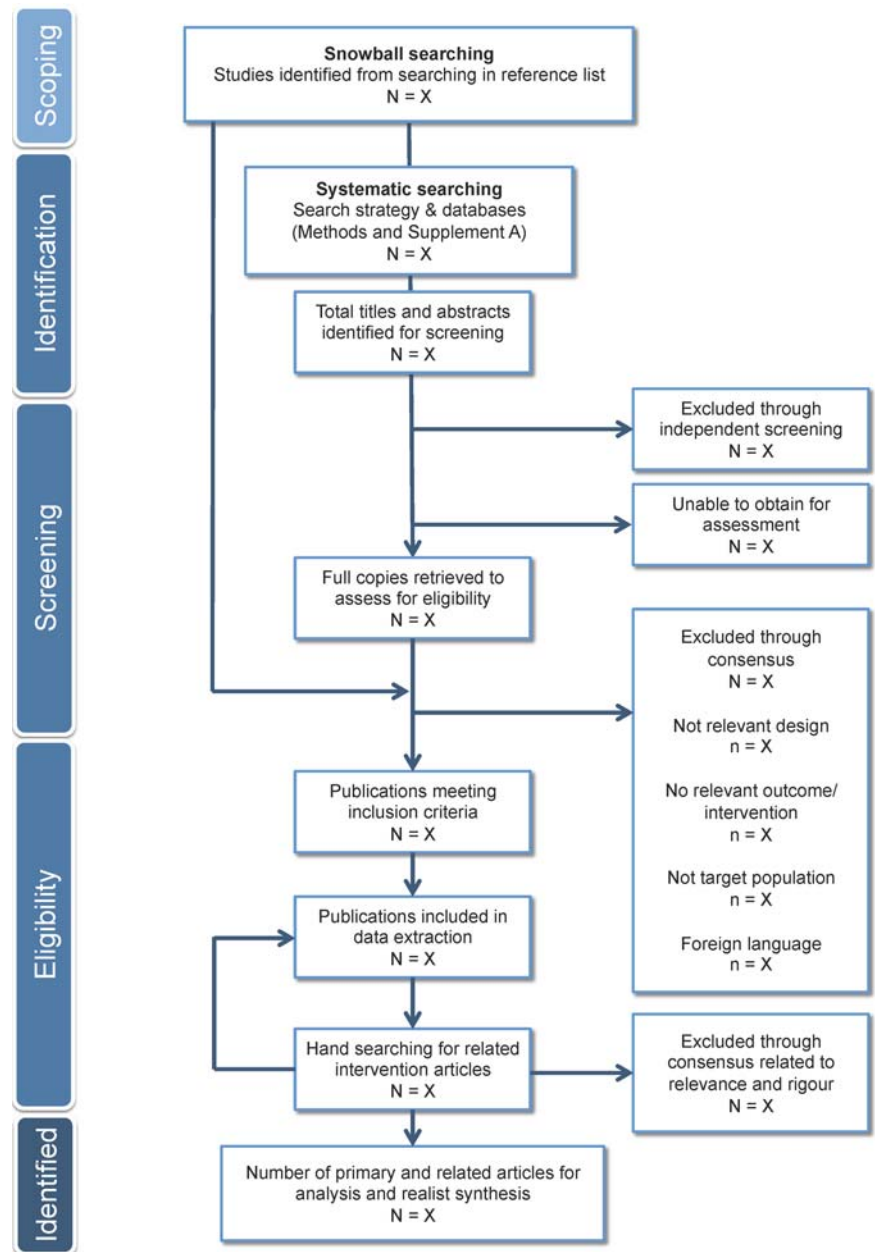 Scoping
Snowball searching
Studies identified from searching in reference list
N = X
Identification
Systematic searching
Search strategy & databases
(Methods and Supplement A)
N = X
Total titles and abstracts
identified for screening
N = X
Screening
Excluded through
independent screening
N = X
Unable to obtain for
assessment
N = X
Full copies retrieved to
assess for eligibility
N = X
Excluded through
consensus
N = X
Not relevant design
n = X
No relevant outcome/
intervention
n = X
Not target population
n = X
Foreign language
n = X
Eligibility
Publications meeting
inclusion criteria
N = X
Publications included in
data extraction
N = X
Hand searching for related
intervention articles
N = X
Excluded through
consensus related to
relevance and rigour
N = X
Identified
Number of primary and related articles for
analysis and realist synthesis
N = X